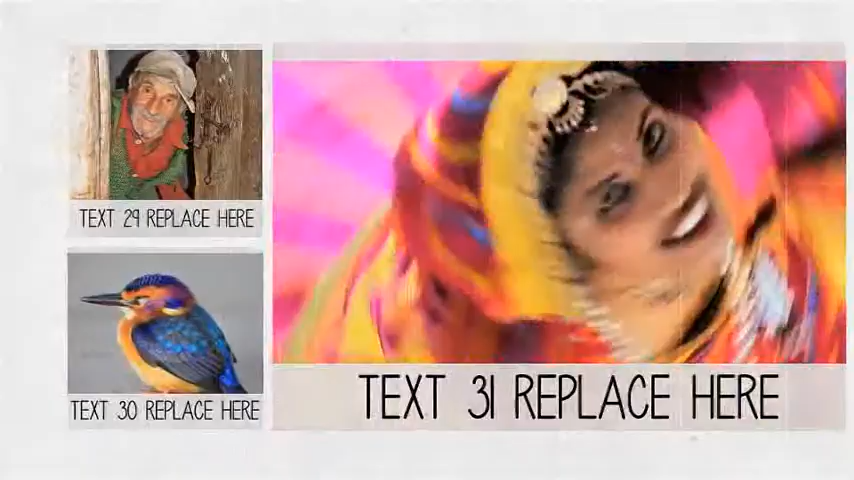 TEXT 29 REPLACE HERE
TEXT 30 REPLACE HERE
TEXT 31 REPLACE HERE